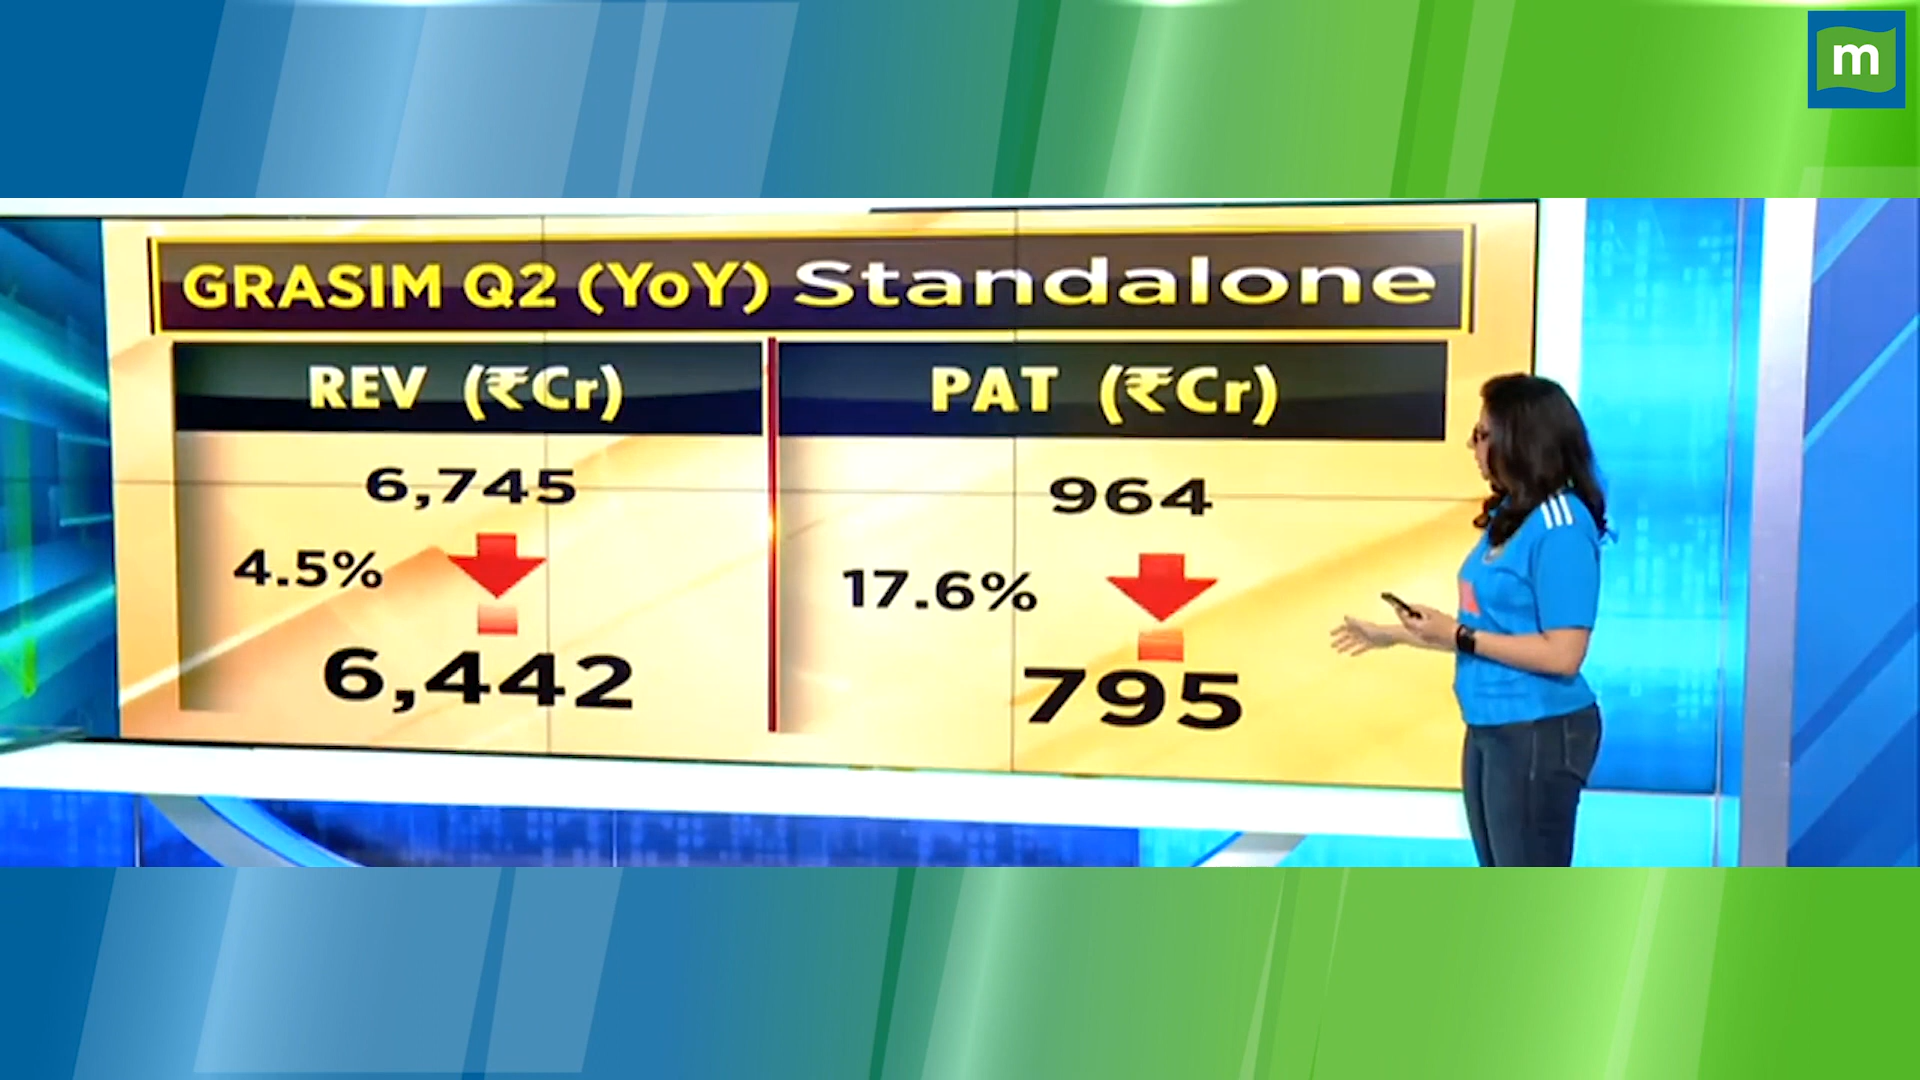 m
GRASIM Q2 (YoY) Standalone
REV (₹Cr)
6,745
4.5%
6,442
PAT (₹Cr)
964
17.6%
795